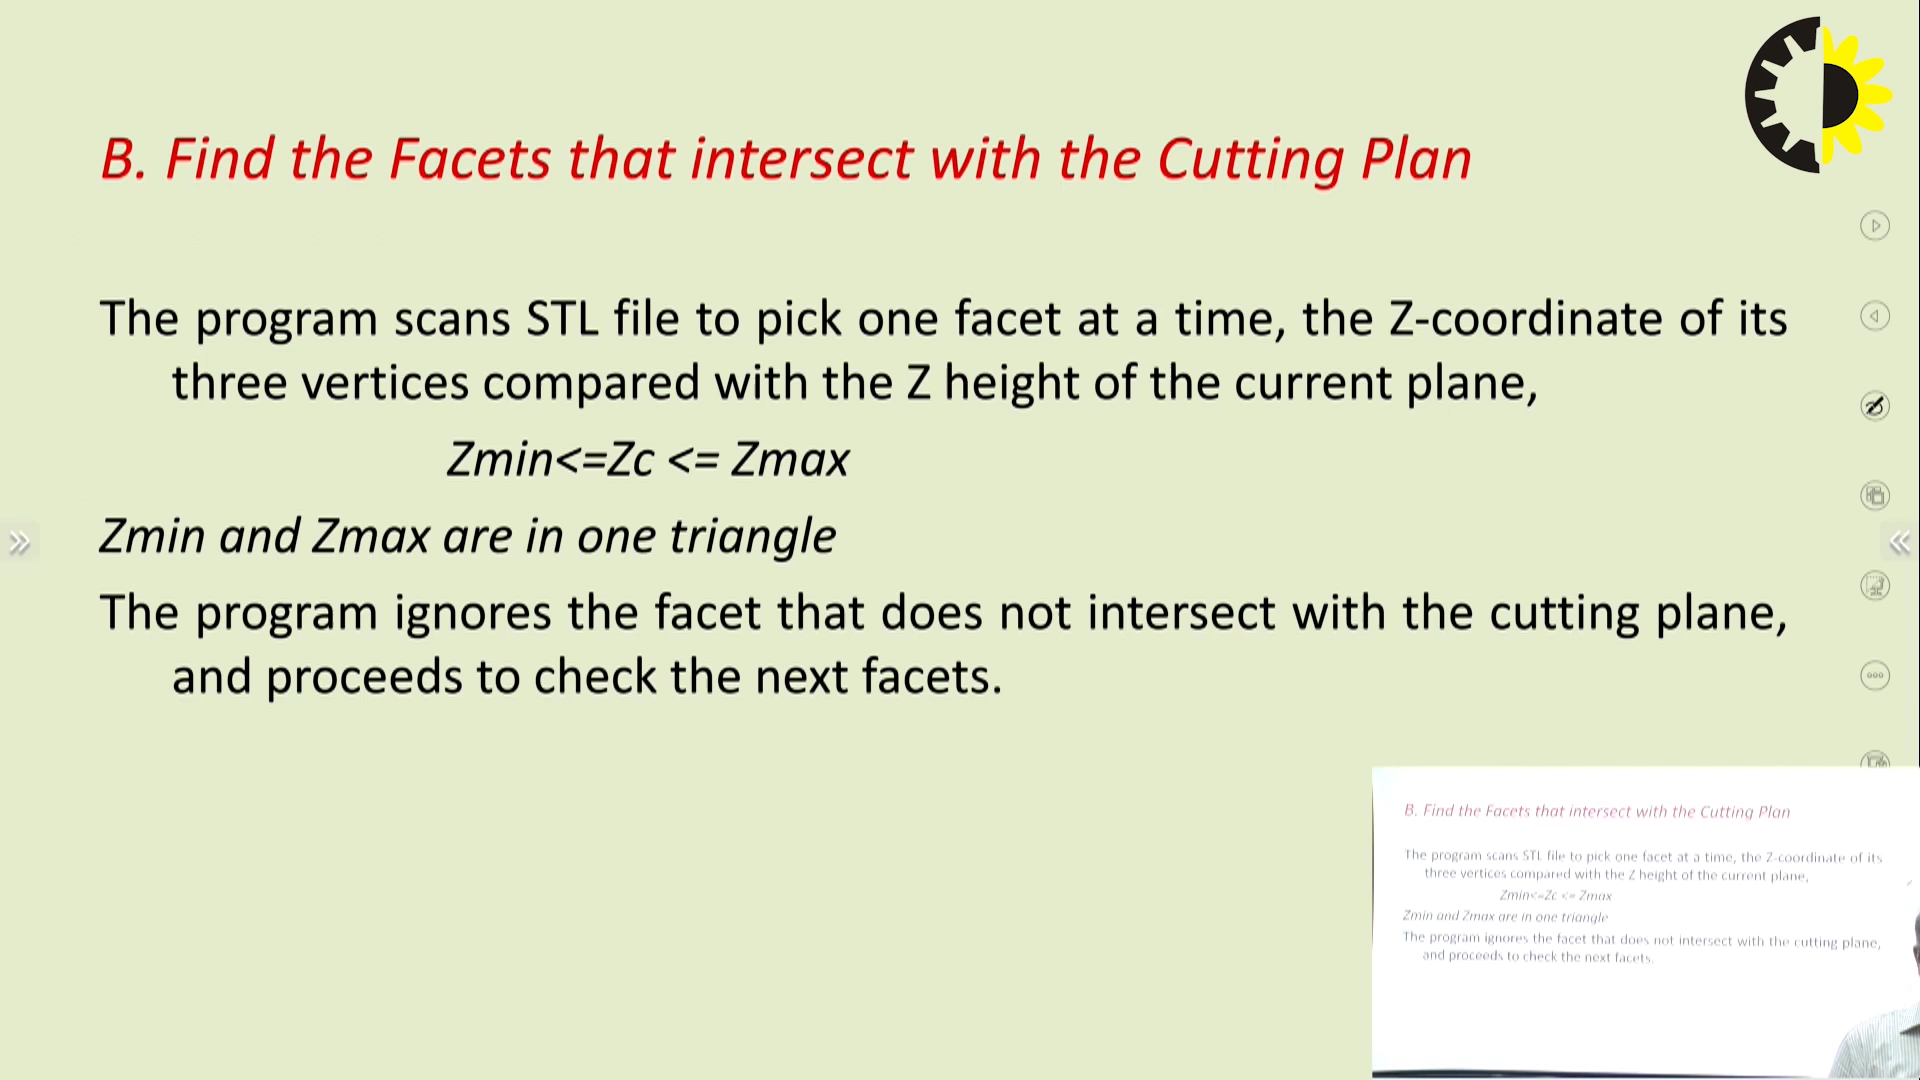 B. Find the Facets that intersect with the Cutting Plan
The program scans STL file to pick one facet at a time, the Z-coordinate of its
three vertices compared with the Z height of the current plane,
Zmin<=Zc <= Zmax
Zmin and Zmax are in one triangle
The program ignores the facet that does not intersect with the cutting plane,
and proceeds to check the next facets.
B. Find the Facets that intersect with the Cutting Plan
The program scans STL file to pick one facet at a time, the Z-coordinate of its
three vertices compared with the Z height of the current plane,
Zmin<=Zc <= Zmax
Zmin and Zmax are in one triangle
The program ignores the facet that does not intersect with the cutting plane,
and proceeds to check the next facets.